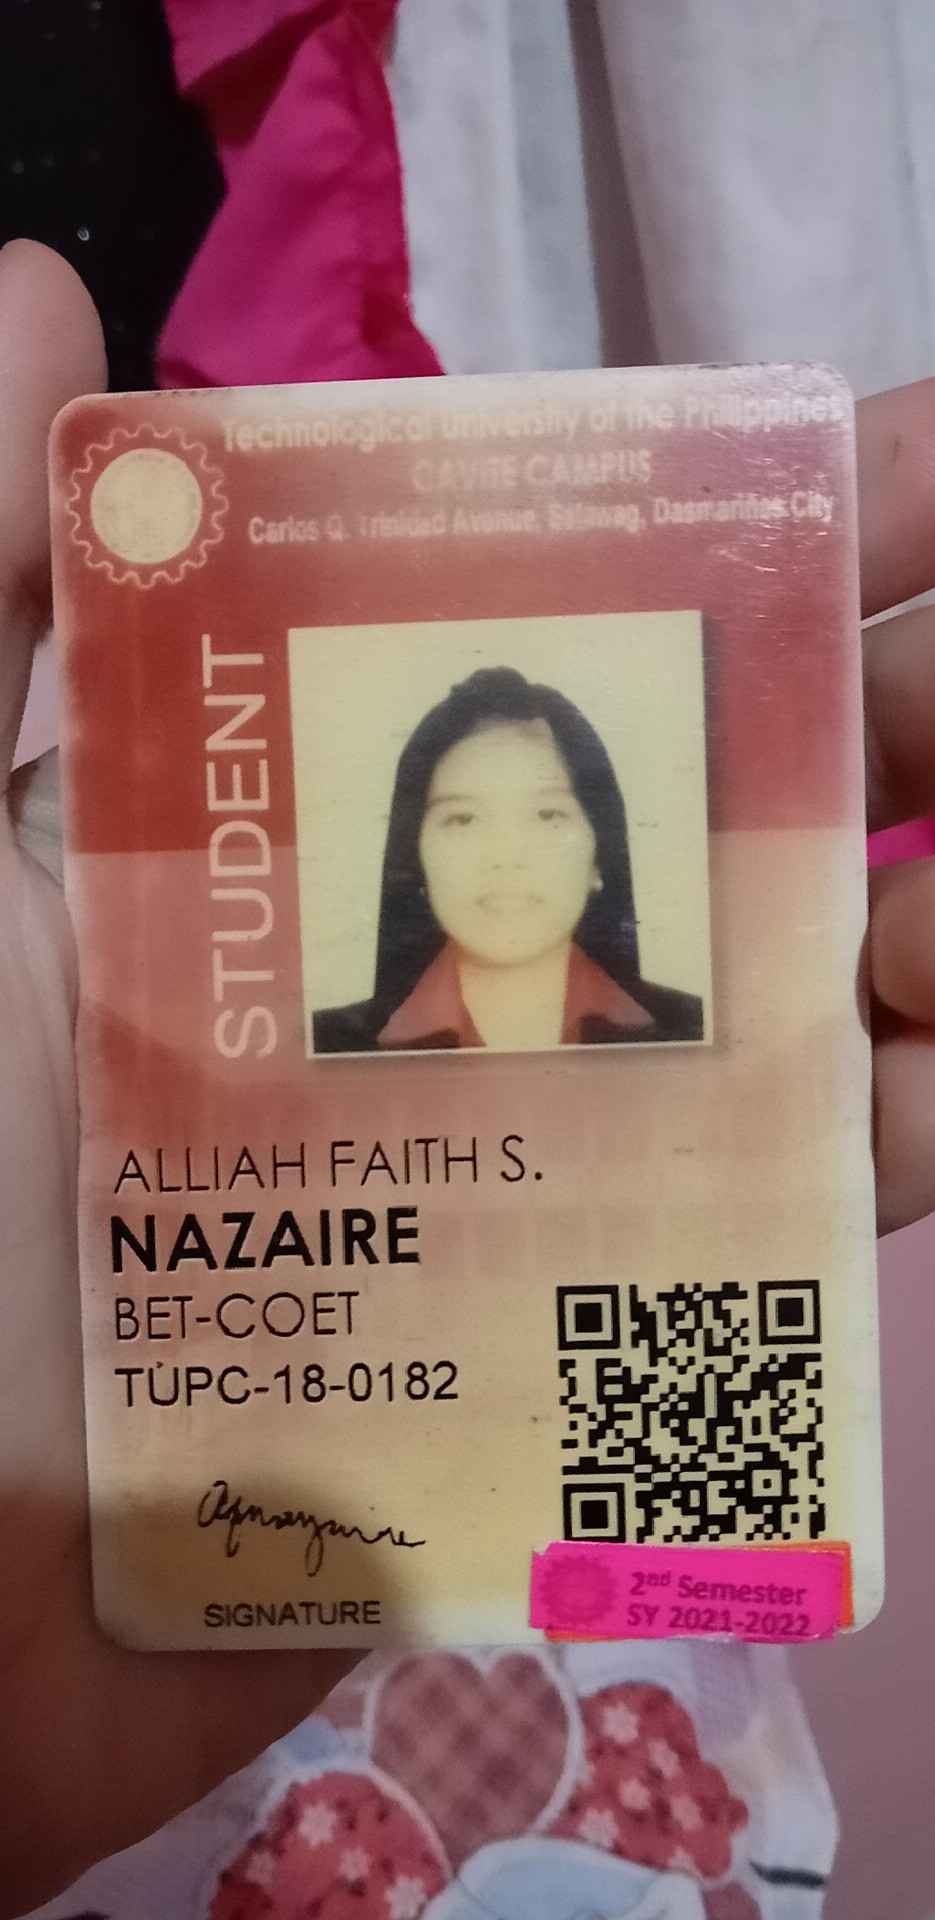 Technological University of the Philippines
CAVITE CAMPUS
Carlos Q. Trinidad Avenue, Salawag, Dasmariñas City
STUDENT
ALLIAH FAITH S.
NAZAIRE
BET-COET
TUPC-18-0182
SIGNATURE
2nd Semester
SY 2021-2022